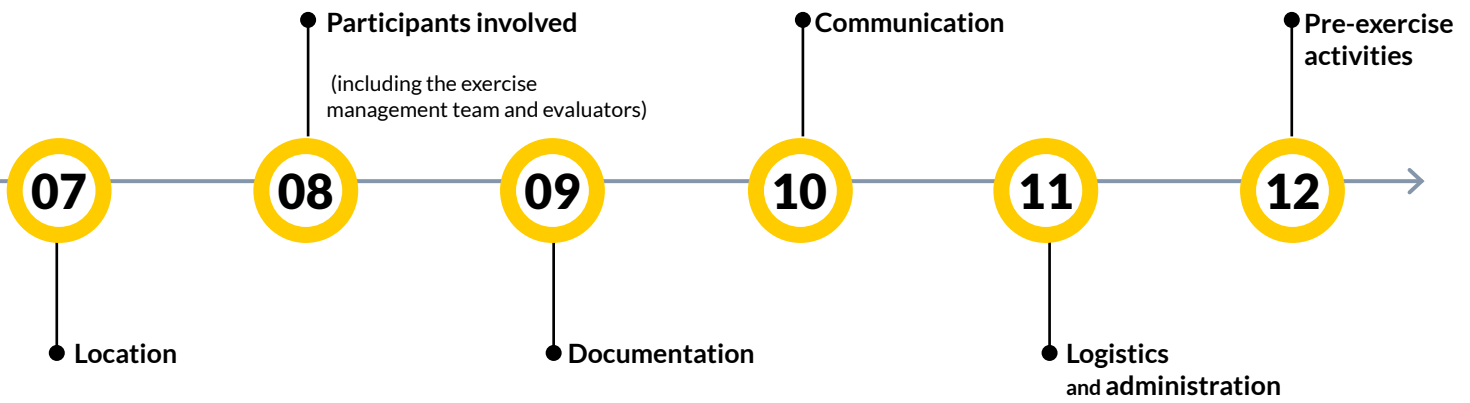 07
Location
08
Participants involved
(including the exercise
management team and evaluators)
09
Documentation
10
Communication
11
Logistics
and administration
12
Pre-exercise
activities